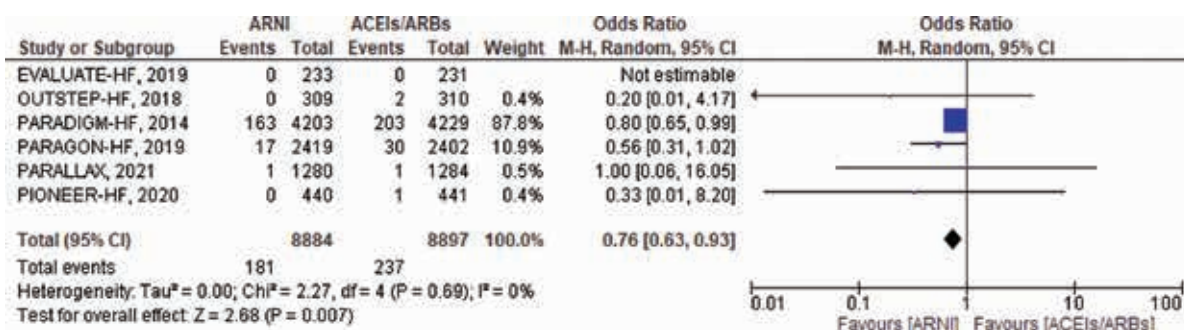 ARNI ACEIs/ARBs Odds Ratio Odds Ratio
Study or Subgroup Events Total Events Total Weight M-H, Random, 95% CI M-H, Random, 95% CI
EVALUATE-HF, 2019 0 233 0 231 Not estimable
OUTSTEP-HF, 2018 0 309 2 310 0.4% 0.20 [0.01, 4.17]
PARADIGM-HF, 2014 163 4203 203 4229 87.8% 0.80 [0.65, 0.99]
PARAGON-HF, 2019 17 2419 30 2402 10.9% 0.56 [0.31, 1.02]
PARALLAX, 2021 1 1280 1 1284 0.5% 1.00 [0.06, 16.05]
PIONEER-HF, 2020 0 440 1 441 0.4% 0.33 [0.01, 8.20]
Total (95% CI) 8884 8897 100.0% 0.76 [0.63, 0.93]
Total events 181 237
Heterogeneity: Tau² = 0.00; Chi² = 2.27, df = 4 (P = 0.69); I² = 0%
Test for overall effect: Z = 2.68 (P = 0.007)
0.01 0.1 1 10 100
Favours [ARNI] Favours [ACEIs/ARBs]